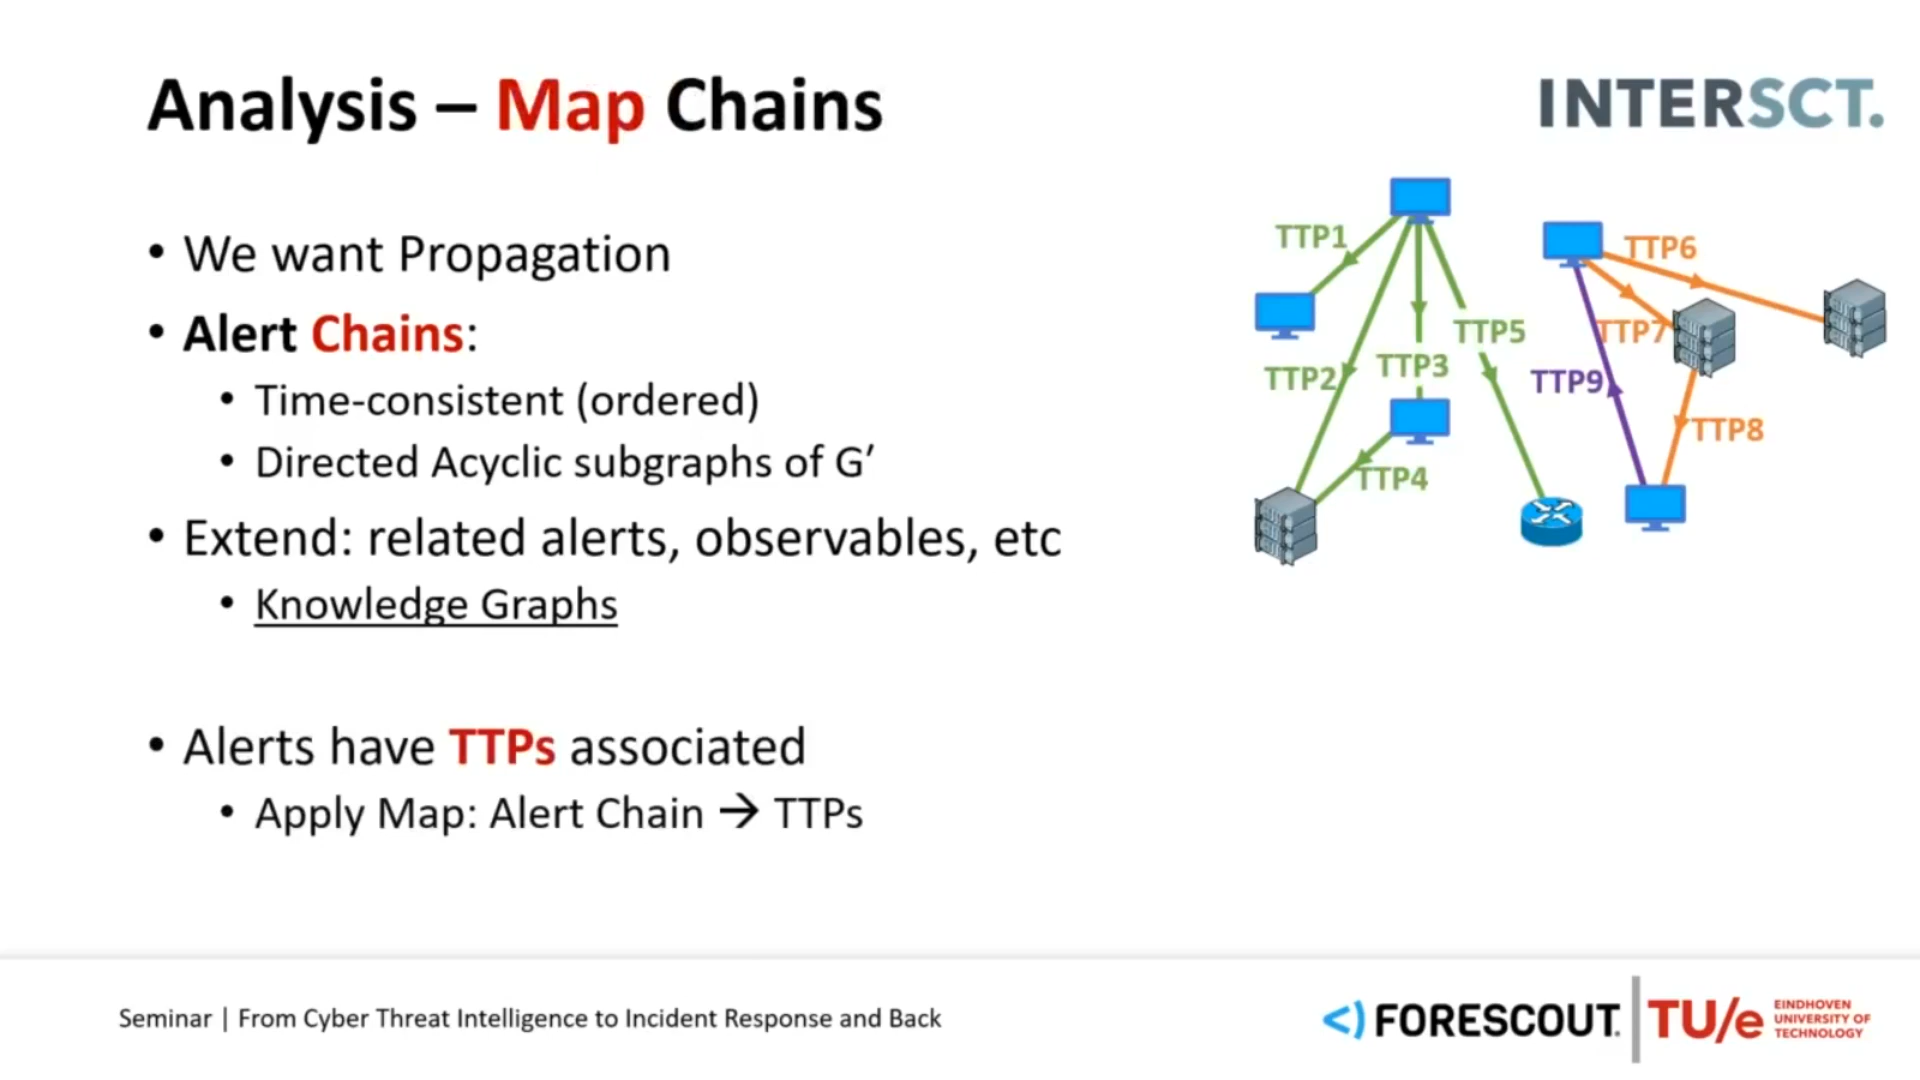 Analysis – Map Chains
INTERSCT.
• We want Propagation
• Alert Chains:
• Time-consistent (ordered)
• Directed Acyclic subgraphs of G′
• Extend: related alerts, observables, etc
• Knowledge Graphs
• Alerts have TTPs associated
• Apply Map: Alert Chain → TTPs
TTP1
TTP2
TTP3
TTP4
TTP5
TTP6
TTP7
TTP8
TTP9
Seminar | From Cyber Threat Intelligence to Incident Response and Back
<) FORESCOUT.
TU/e
EINDHOVEN
UNIVERSITY OF
TECHNOLOGY